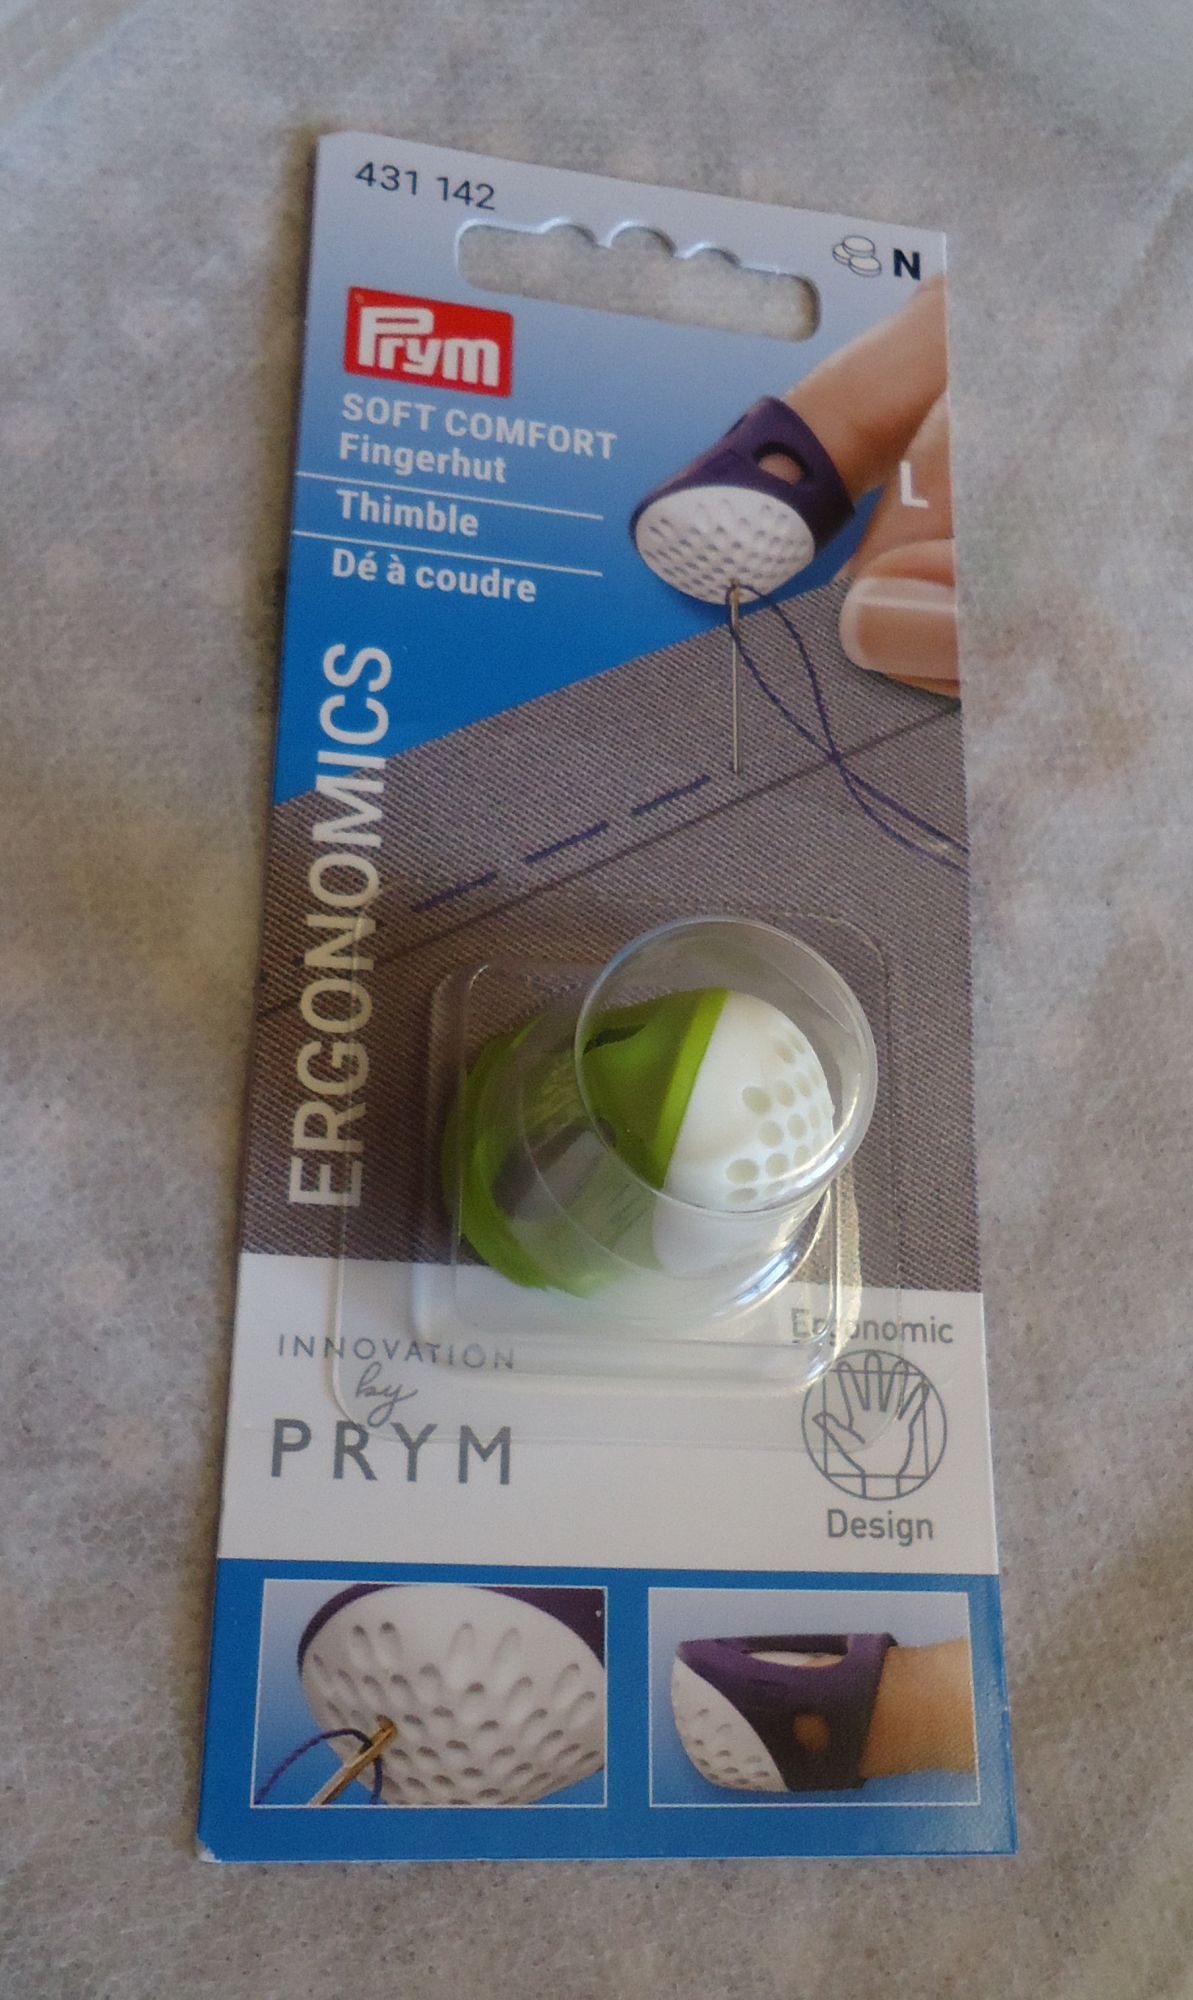 431 142
N
Prym
SOFT COMFORT
Fingerhut
Thimble
Dé à coudre
L
ERGONOMICS
INNOVATION
by
PRYM
Ergonomic
Design